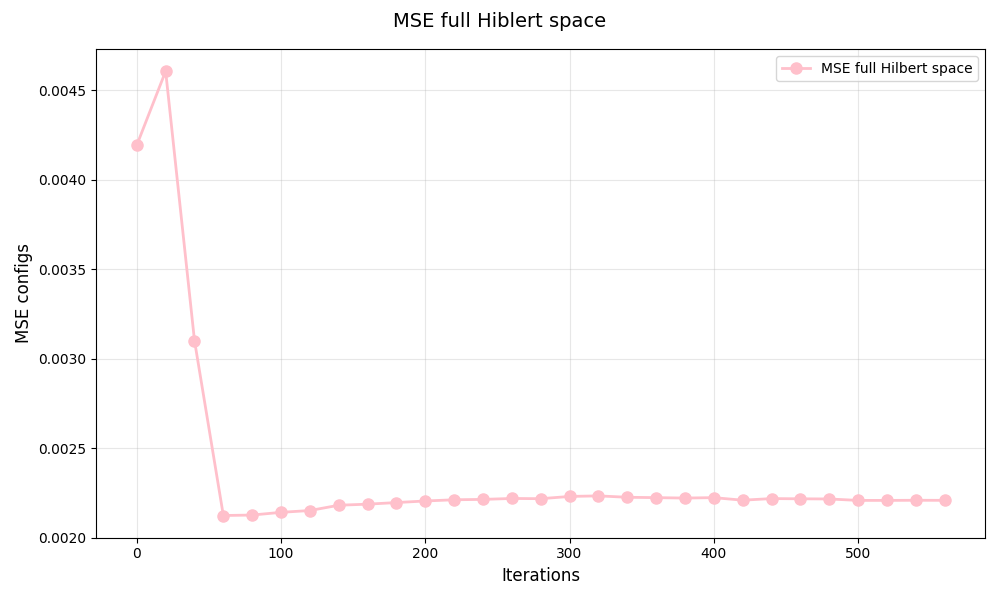 MSE full Hiblert space
MSE full Hilbert space
MSE configs
0.0045
0.0040
0.0035
0.0030
0.0025
0.0020
0 100 200 300 400 500
Iterations